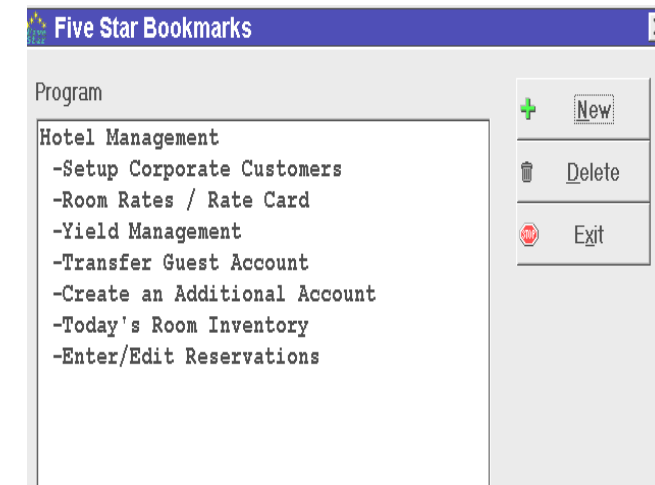 Five Star Bookmarks
Program
Hotel Management
-Setup Corporate Customers
-Room Rates / Rate Card
-Yield Management
-Transfer Guest Account
-Create an Additional Account
-Today's Room Inventory
-Enter/Edit Reservations
New
Delete
Exit